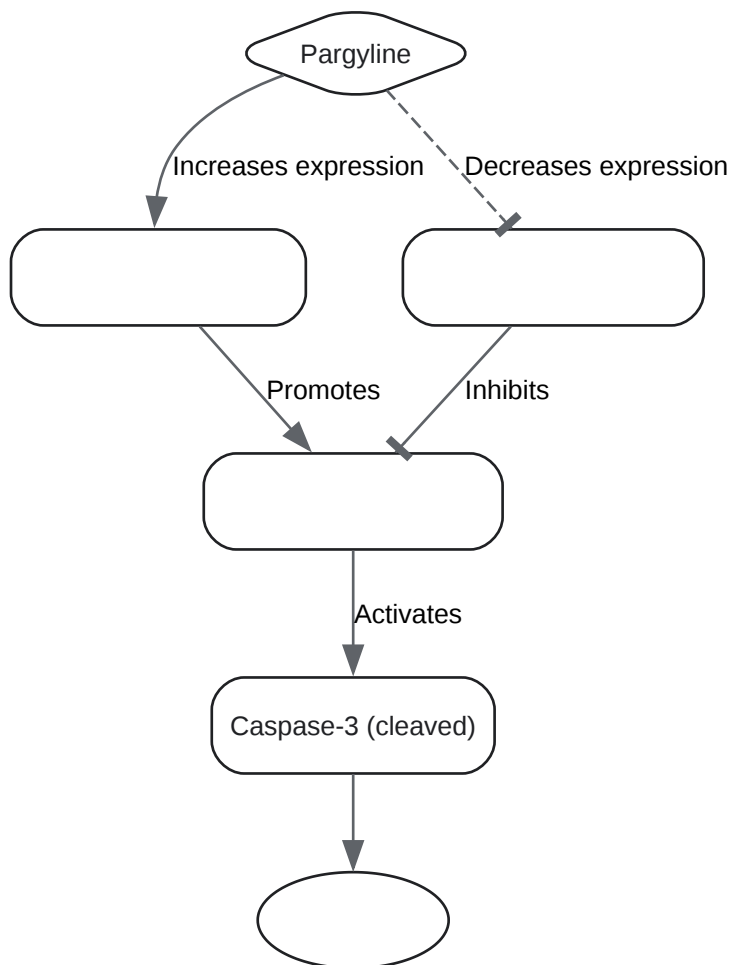 Pargyline
Increases expression
Decreases expression
Promotes
Inhibits
Activates
Caspase-3 (cleaved)